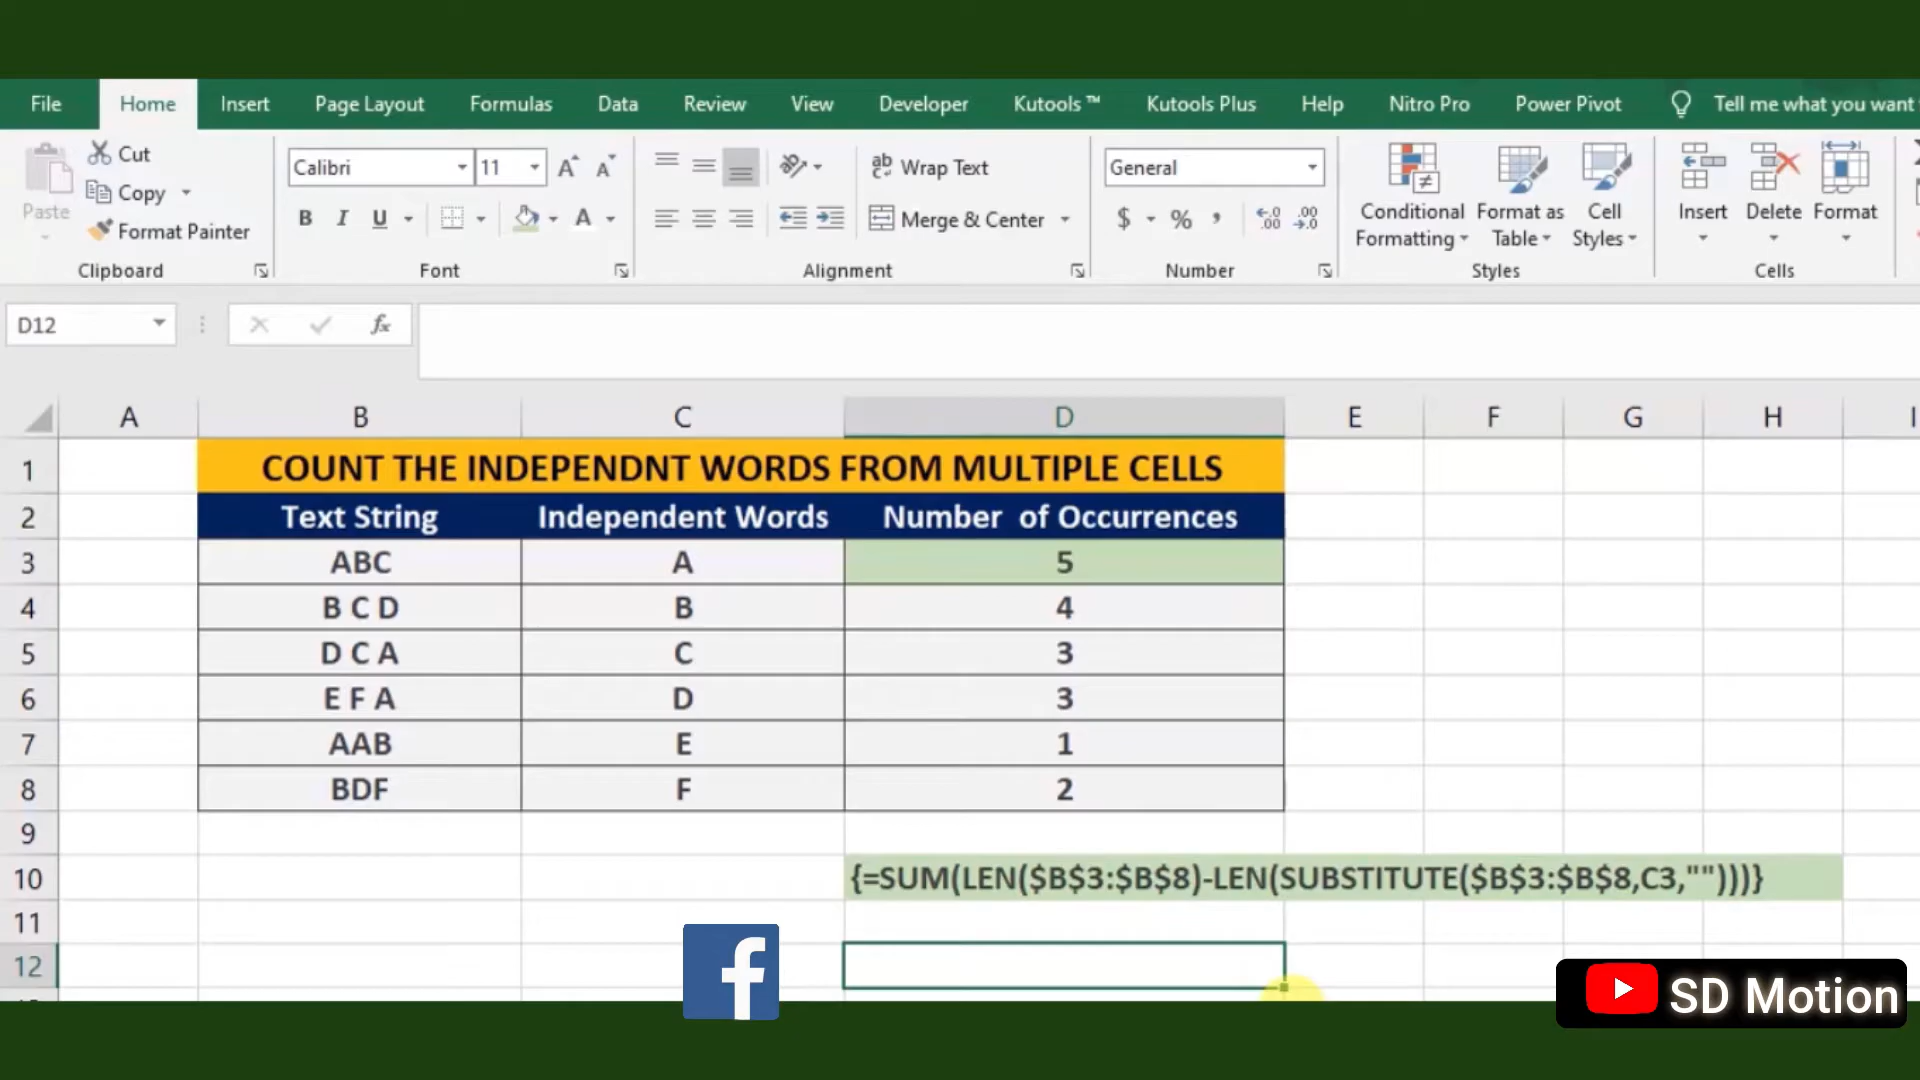 File Home Insert Page Layout Formulas Data Review View Developer Kutools ™ Kutools Plus Help Nitro Pro Power Pivot Tell me what you want
Paste
Cut
Copy
Format Painter
Clipboard
Calibri 11
B I U
Font
Wrap Text
Merge & Center
Alignment
General
$ % ,
Number
Conditional Formatting
Format as Table
Cell Styles
Styles
Insert Delete Format
Cells
D12 fx
A B C D E F G H I
1 COUNT THE INDEPENDNT WORDS FROM MULTIPLE CELLS
2 Text String Independent Words Number of Occurrences
3 ABC A 5
4 B C D B 4
5 D C A C 3
6 E F A D 3
7 AAB E 1
8 BDF F 2
9
10 {=SUM(LEN($B$3:$B$8)-LEN(SUBSTITUTE($B$3:$B$8,C3,"")))}
11
12
f
SD Motion